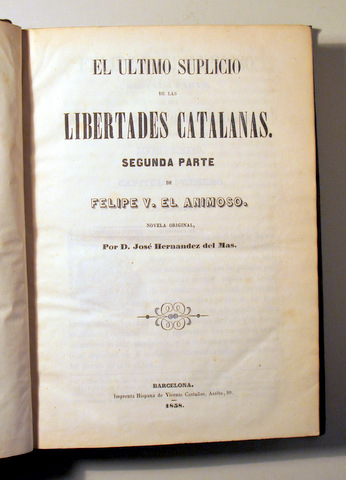 EL ULTIMO SUPLICIO
DE LAS
LIBERTADES CATALANAS.
SEGUNDA PARTE
DE
FELIPE V. EL ANIMOSO.
NOVELA ORIGINAL,
Por D. José Hernandez del Mas.
BARCELONA.
Imprenta Hispana de Vicente Castaños, Asalto, 20.
1858.